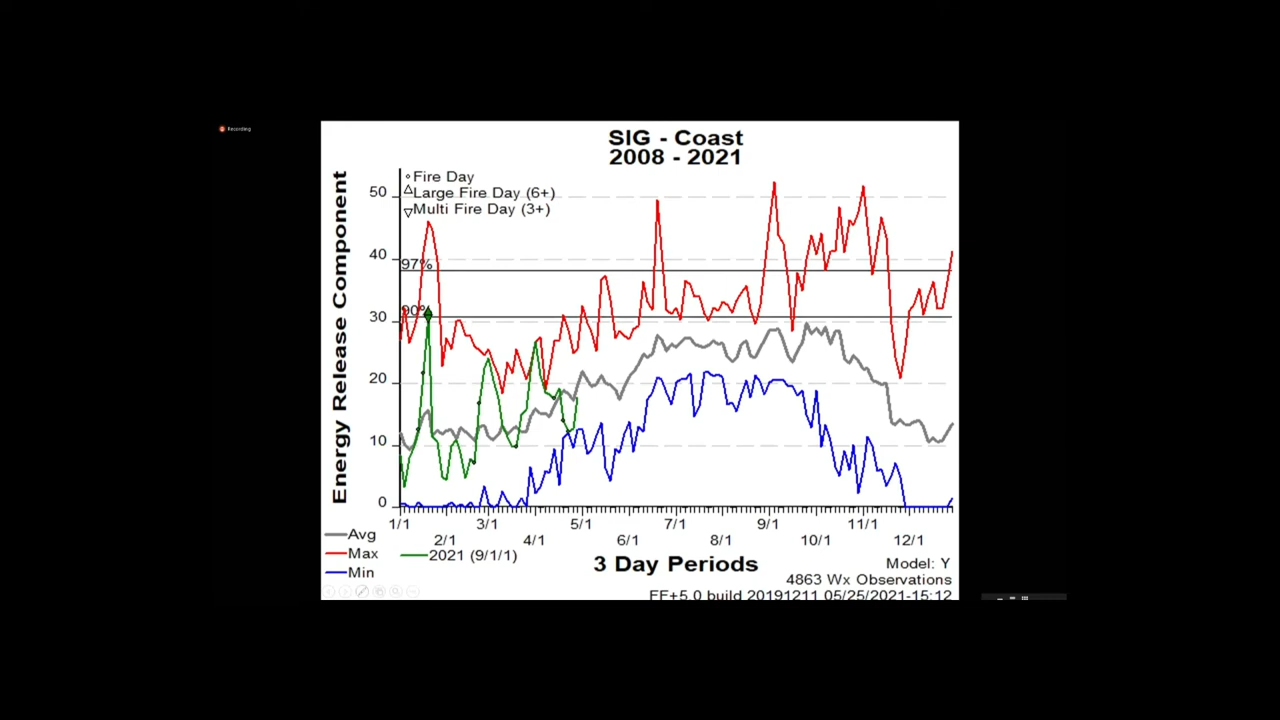 Recording
SIG - Coast
2008 - 2021
Energy Release Component
Fire Day
Large Fire Day (6+)
Multi Fire Day (3+)
50
40
97%
90%
30
20
10
0
1/1 3/1 5/1 7/1 9/1 11/1
2/1 4/1 6/1 8/1 10/1 12/1
Avg
Max
Min
2021 (9/1/1)
3 Day Periods
Model: Y
4863 Wx Observations
FF+5.0 build 20191211 05/25/2021-15:12